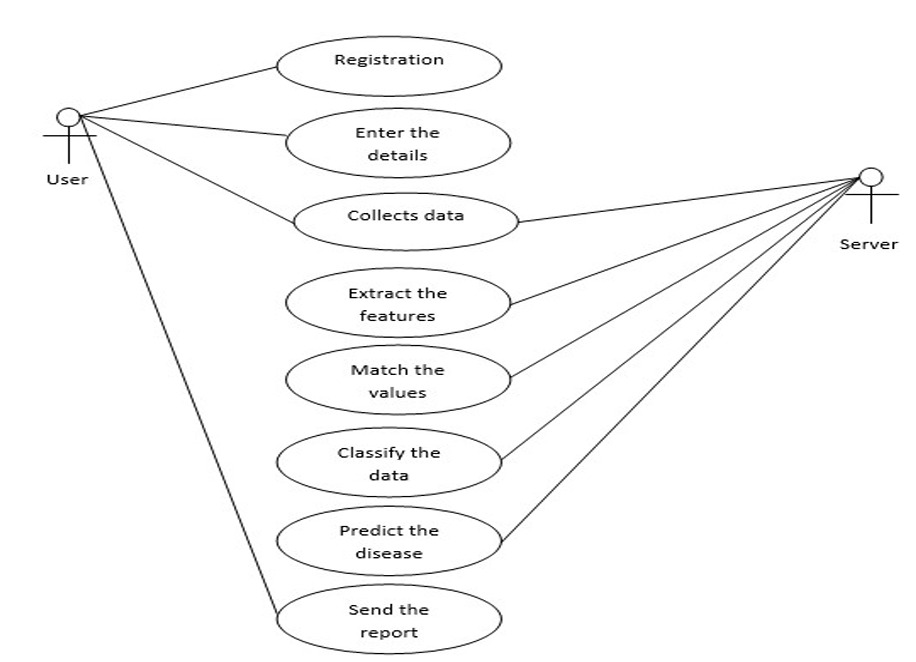 Registration
Enter the
details
User
Collects data
Server
Extract the
features
Match the
values
Classify the
data
Predict the
disease
Send the
report